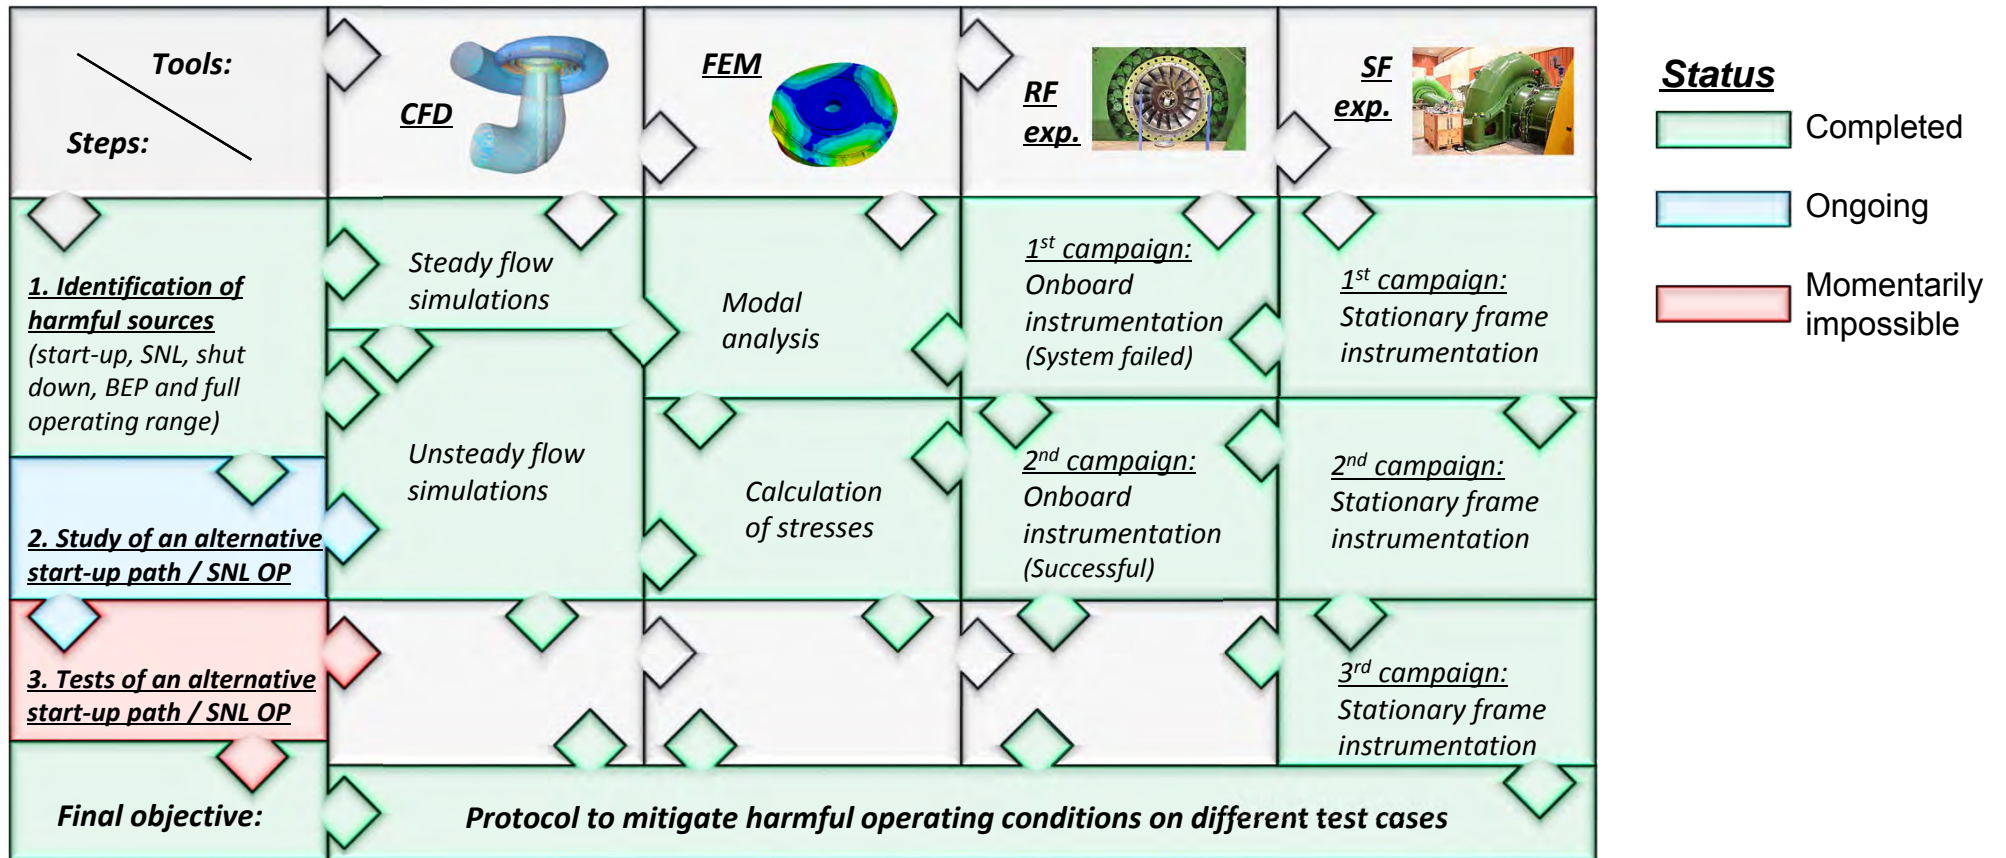 Tools:
Steps:
CFD
FEM
RF
exp.
SF
exp.
Status
Completed
Ongoing
Momentarily
impossible
1. Identification of
harmful sources
(start-up, SNL, shut
down, BEP and full
operating range)
Steady flow
simulations
Modal
analysis
1st campaign:
Onboard
instrumentation
(System failed)
1st campaign:
Stationary frame
instrumentation
Unsteady flow
simulations
Calculation
of stresses
2nd campaign:
Onboard
instrumentation
(Successful)
2nd campaign:
Stationary frame
instrumentation
2. Study of an alternative
start-up path / SNL OP
3. Tests of an alternative
start-up path / SNL OP
3rd campaign:
Stationary frame
instrumentation
Final objective:
Protocol to mitigate harmful operating conditions on different test cases